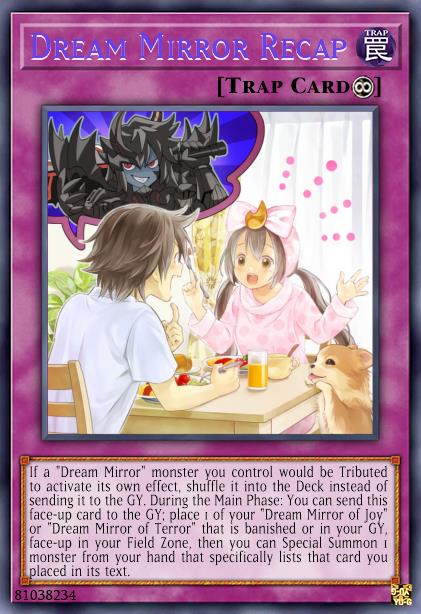 Dream Mirror Recap
TRAP
罠
[Trap Card]
If a "Dream Mirror" monster you control would be Tributed
to activate its own effect, shuffle it into the Deck instead of
sending it to the GY. During the Main Phase: You can send this
face-up card to the GY; place 1 of your "Dream Mirror of Joy"
or "Dream Mirror of Terror" that is banished or in your GY,
face-up in your Field Zone, then you can Special Summon 1
monster from your hand that specifically lists that card you
placed in its text.
81038234